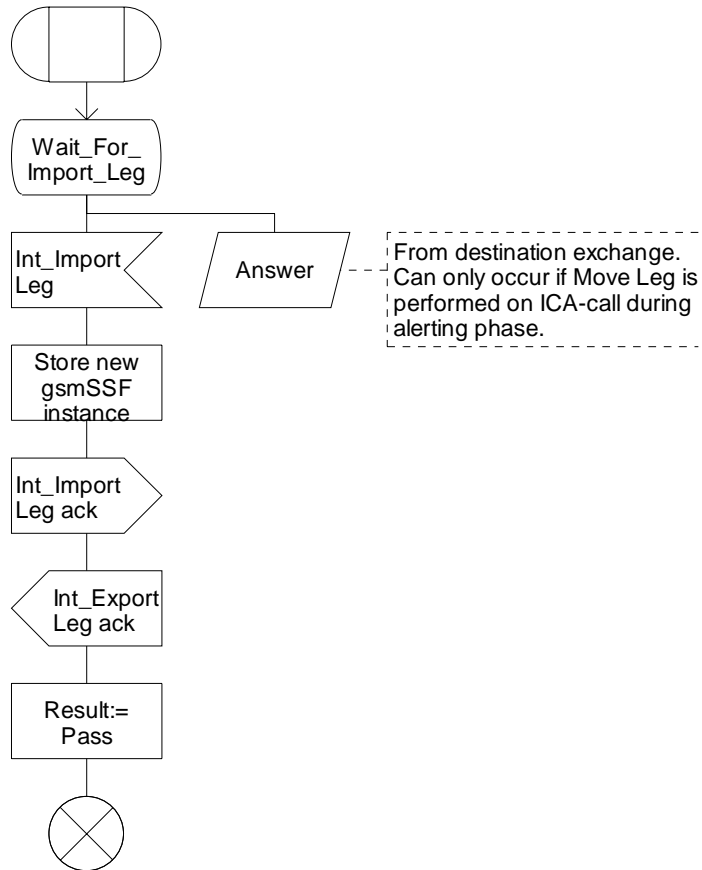 Wait_For_
Import_Leg
Int_Import
Leg
Answer
From destination exchange.
Can only occur if Move Leg is
performed on ICA-call during
alerting phase.
Store new
gsmSSF
instance
Int_Import
Leg ack
Int_Export
Leg ack
Result:=
Pass